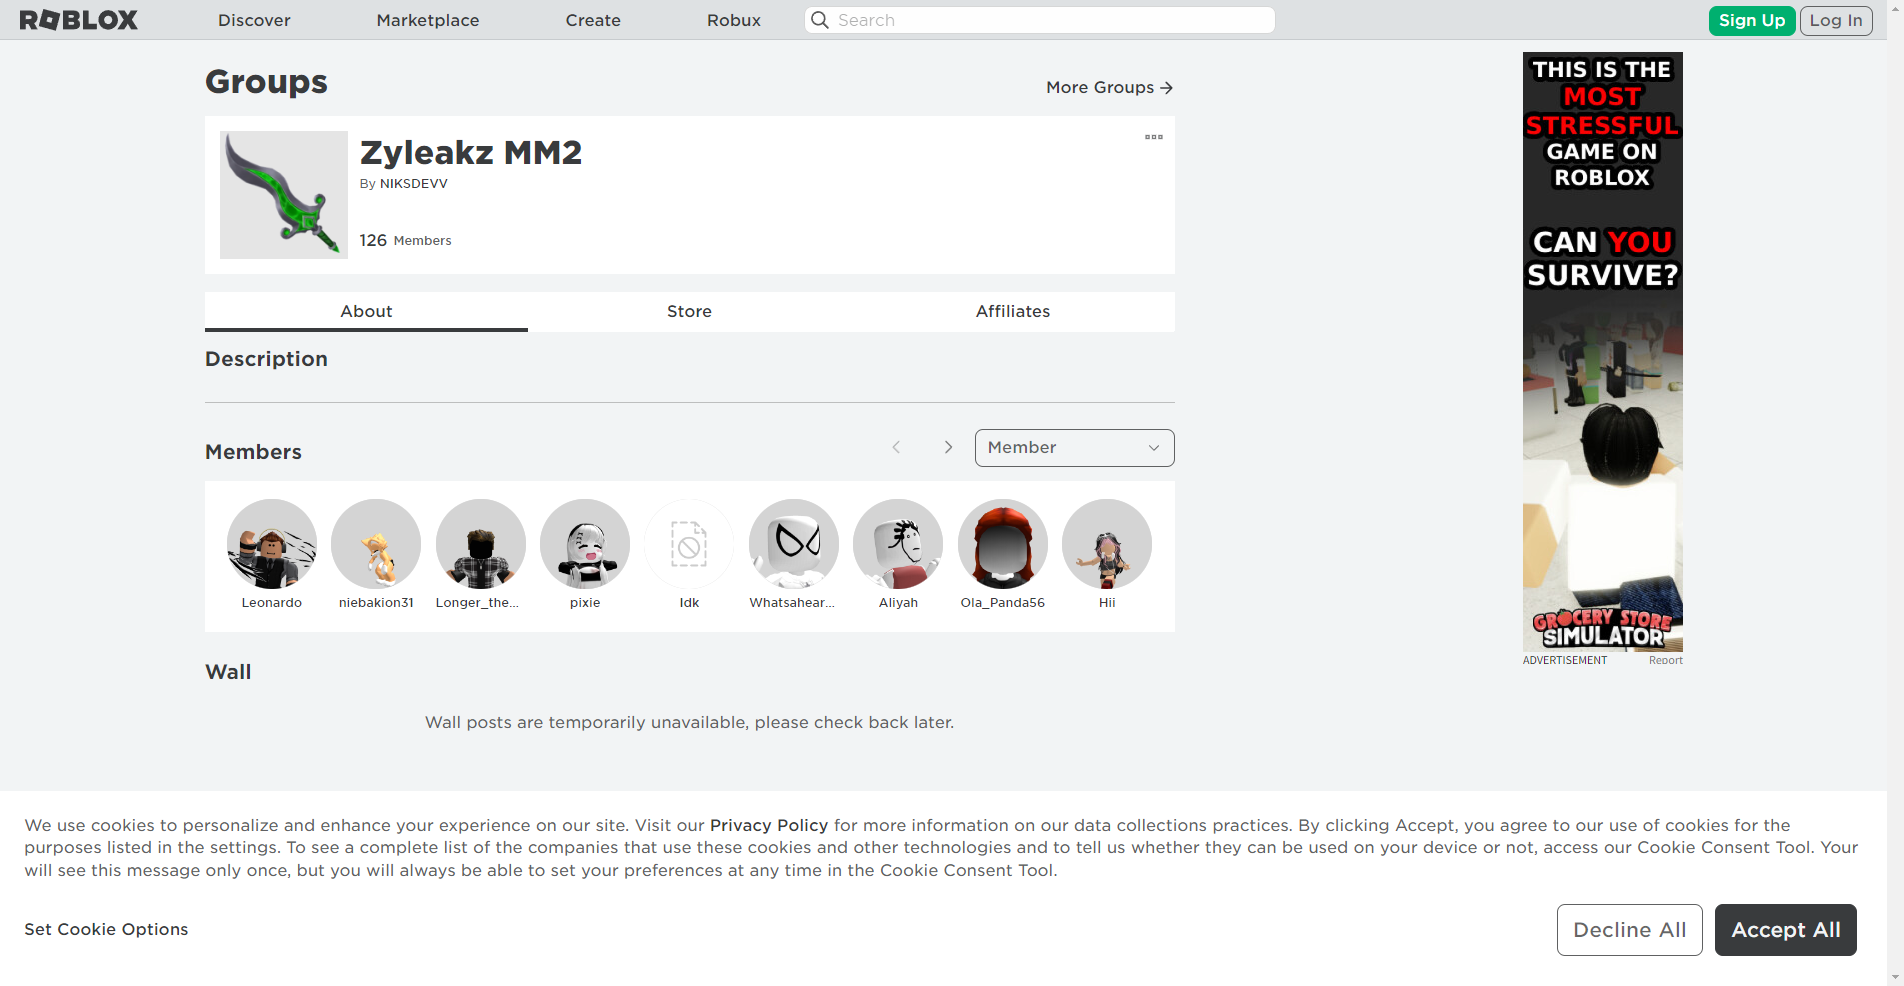 ROBLOX
Discover
Marketplace
Create
Robux
Search
Sign Up
Log In
Groups
More Groups
Zyleakz MM2
By NIKSDEVV
126 Members
About
Store
Affiliates
Description
Members
Member
Leonardo
niebakion31
Longer_the...
pixie
Idk
Whatsahear...
Aliyah
Ola_Panda56
Hii
Wall
Wall posts are temporarily unavailable, please check back later.
THIS IS THE
MOST
STRESSFUL
GAME ON
ROBLOX
CAN YOU
SURVIVE?
GROCERY STORE
SIMULATOR
ADVERTISEMENT
Report
We use cookies to personalize and enhance your experience on our site. Visit our Privacy Policy for more information on our data collections practices. By clicking Accept, you agree to our use of cookies for the
purposes listed in the settings. To see a complete list of the companies that use these cookies and other technologies and to tell us whether they can be used on your device or not, access our Cookie Consent Tool. Your
will see this message only once, but you will always be able to set your preferences at any time in the Cookie Consent Tool.
Set Cookie Options
Decline All
Accept All